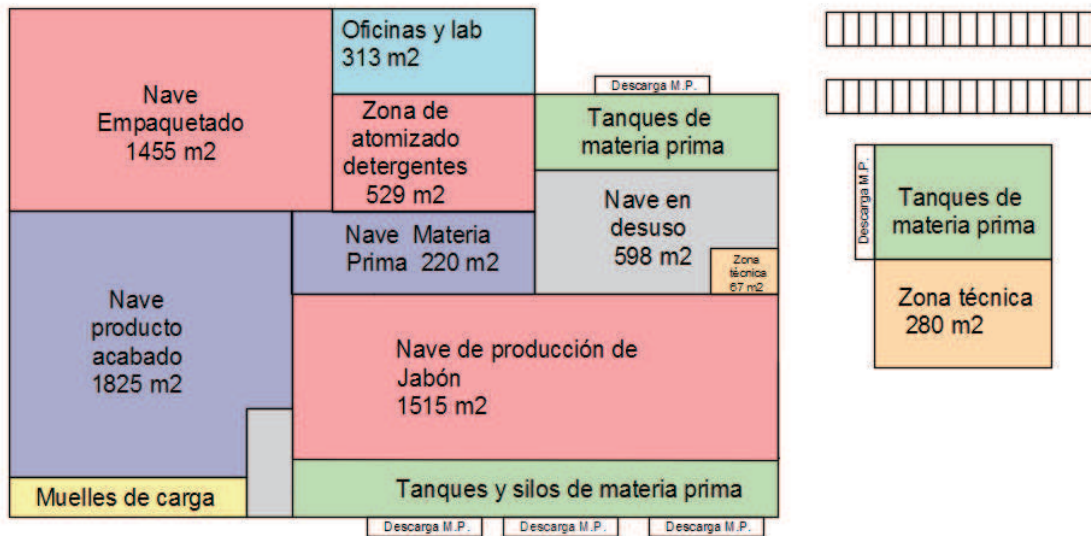 Nave
Empaquetado
1455 m2
Oficinas y lab
313 m2
Zona de
atomizado
detergentes
529 m2
Descarga M.P.
Tanques de
materia prima
Nave en
desuso
598 m2
Zona
técnica
67 m2
Nave Materia
Prima 220 m2
Nave
producto
acabado
1825 m2
Nave de producción de
Jabón
1515 m2
Muelles de carga
Tanques y silos de materia prima
Descarga M.P.
Descarga M.P.
Descarga M.P.
Descarga M.P.
Tanques de
materia prima
Zona técnica
280 m2